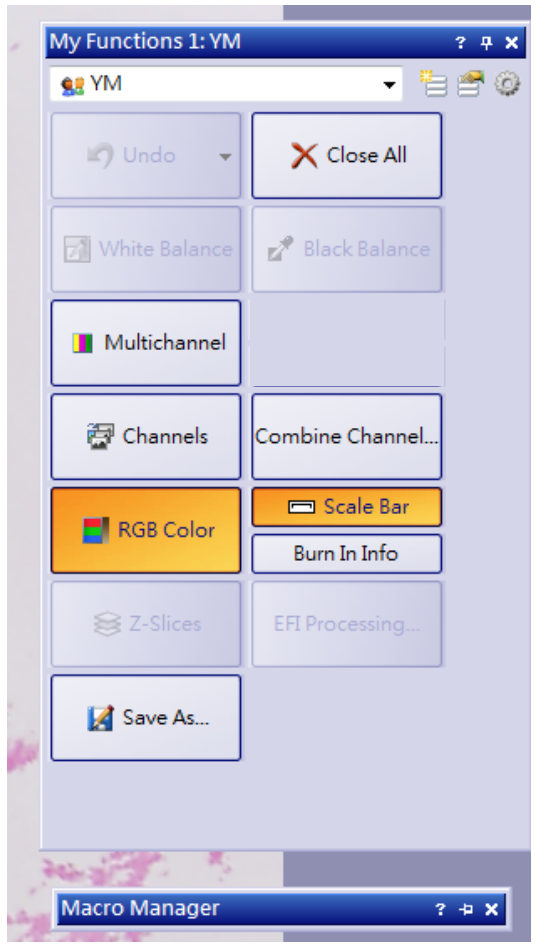 My Functions 1: YM
YM
Undo
Close All
White Balance
Black Balance
Multichannel
Channels
Combine Channel...
RGB Color
Scale Bar
Burn In Info
Z-Slices
EFI Processing...
Save As...
Macro Manager